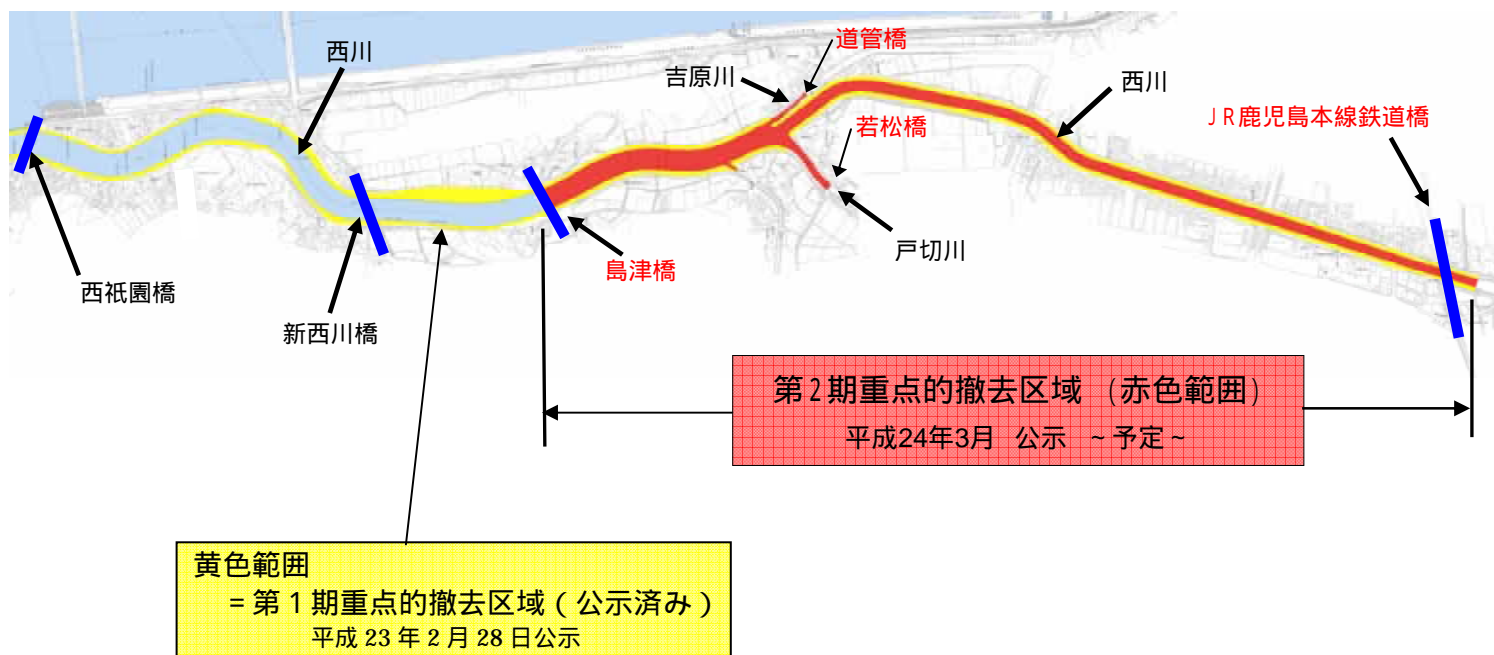 道管橋
西川
吉原川
西川
若松橋
JR鹿児島本線鉄道橋
戸切川
島津橋
西祇園橋
新西川橋
第2期重点的撤去区域 (赤色範囲)
平成24年3月 公示 ~予定~
黄色範囲
=第1期重点的撤去区域(公示済み)
平成23年2月28日公示